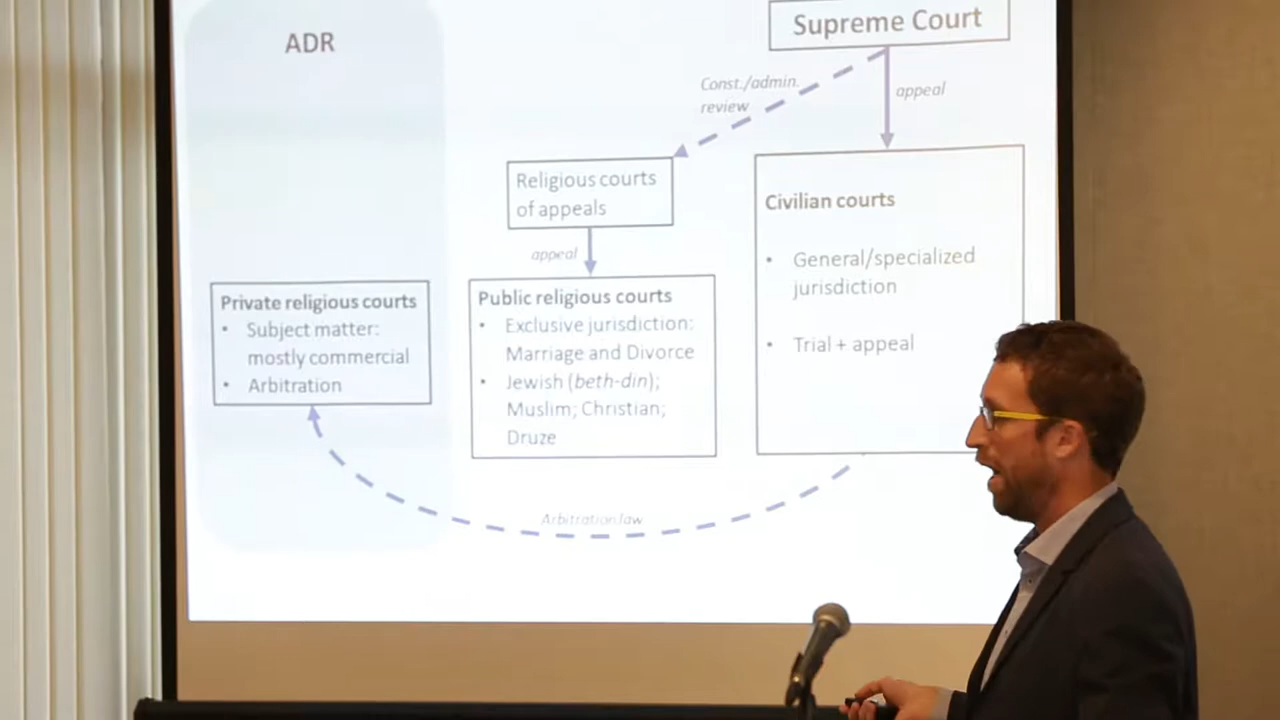 ADR
Supreme Court
Const./admin.
review
appeal
Religious courts
of appeals
appeal
Private religious courts
• Subject matter:
mostly commercial
• Arbitration
Public religious courts
• Exclusive jurisdiction:
Marriage and Divorce
• Jewish (beth-din);
Muslim; Christian;
Druze
Civilian courts
• General/specialized
jurisdiction
• Trial + appeal
Arbitration law